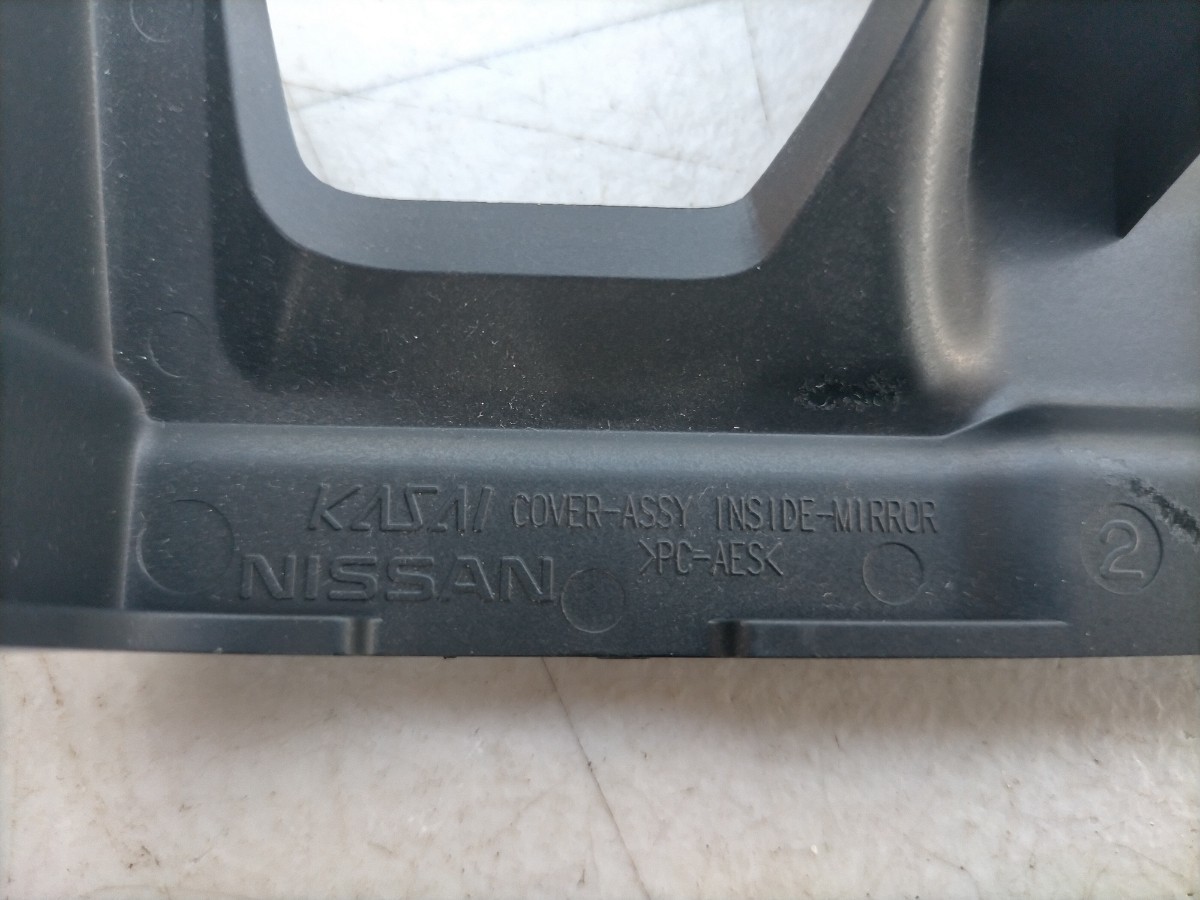 KASAI COVER-ASSY INSIDE-MIRROR
NISSAN >PC-AES<
2